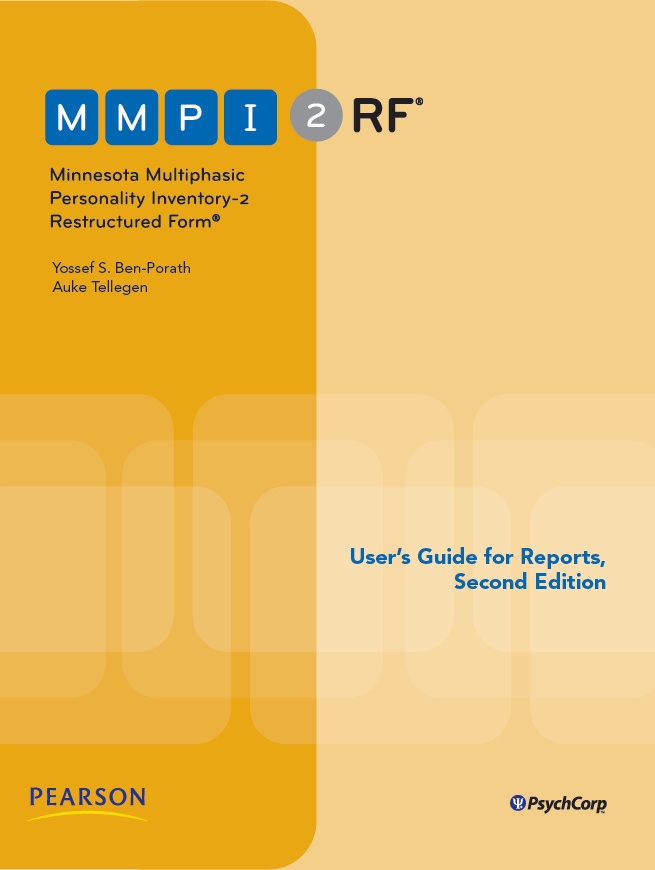 MMPI 2 RF®
Minnesota Multiphasic
Personality Inventory-2
Restructured Form®
Yossef S. Ben-Porath
Auke Tellegen
User's Guide for Reports,
Second Edition
PEARSON
Ψ PsychCorp™